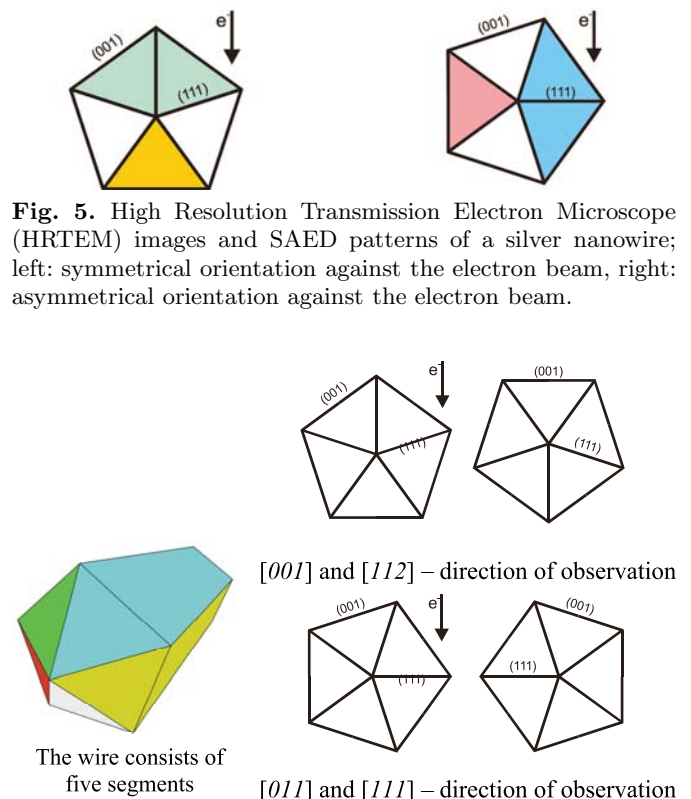 (001)
e⁻
(111)
(001)
e⁻
(111)
Fig. 5. High Resolution Transmission Electron Microscope
(HRTEM) images and SAED patterns of a silver nanowire;
left: symmetrical orientation against the electron beam, right:
asymmetrical orientation against the electron beam.
(001)
e⁻
(111)
(001)
(111)
[001] and [112] – direction of observation
(001)
e⁻
(111)
(001)
(111)
The wire consists of
five segments
[011] and [111] – direction of observation